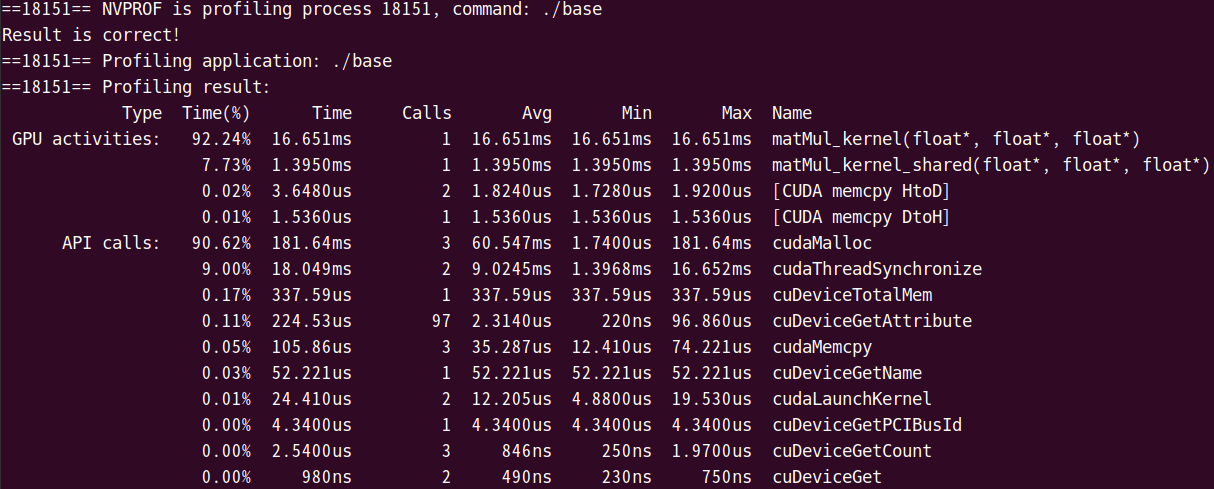 ==18151== NVPROF is profiling process 18151, command: ./base
Result is correct!
==18151== Profiling application: ./base
==18151== Profiling result:
            Type  Time(%)      Time     Calls       Avg       Min       Max  Name
 GPU activities:   92.24%  16.651ms         1  16.651ms  16.651ms  16.651ms  matMul_kernel(float*, float*, float*)
                    7.73%  1.3950ms         1  1.3950ms  1.3950ms  1.3950ms  matMul_kernel_shared(float*, float*, float*)
                    0.02%  3.6480us         2  1.8240us  1.7280us  1.9200us  [CUDA memcpy HtoD]
                    0.01%  1.5360us         1  1.5360us  1.5360us  1.5360us  [CUDA memcpy DtoH]
      API calls:   90.62%  181.64ms         3  60.547ms  1.7400us  181.64ms  cudaMalloc
                    9.00%  18.049ms         2  9.0245ms  1.3968ms  16.652ms  cudaThreadSynchronize
                    0.17%  337.59us         1  337.59us  337.59us  337.59us  cuDeviceTotalMem
                    0.11%  224.53us        97  2.3140us     220ns  96.860us  cuDeviceGetAttribute
                    0.05%  105.86us         3  35.287us  12.410us  74.221us  cudaMemcpy
                    0.03%  52.221us         1  52.221us  52.221us  52.221us  cuDeviceGetName
                    0.01%  24.410us         2  12.205us  4.8800us  19.530us  cudaLaunchKernel
                    0.00%  4.3400us         1  4.3400us  4.3400us  4.3400us  cuDeviceGetPCIBusId
                    0.00%  2.5400us         3     846ns     250ns  1.9700us  cuDeviceGetCount
                    0.00%     980ns         2     490ns     230ns     750ns  cuDeviceGet